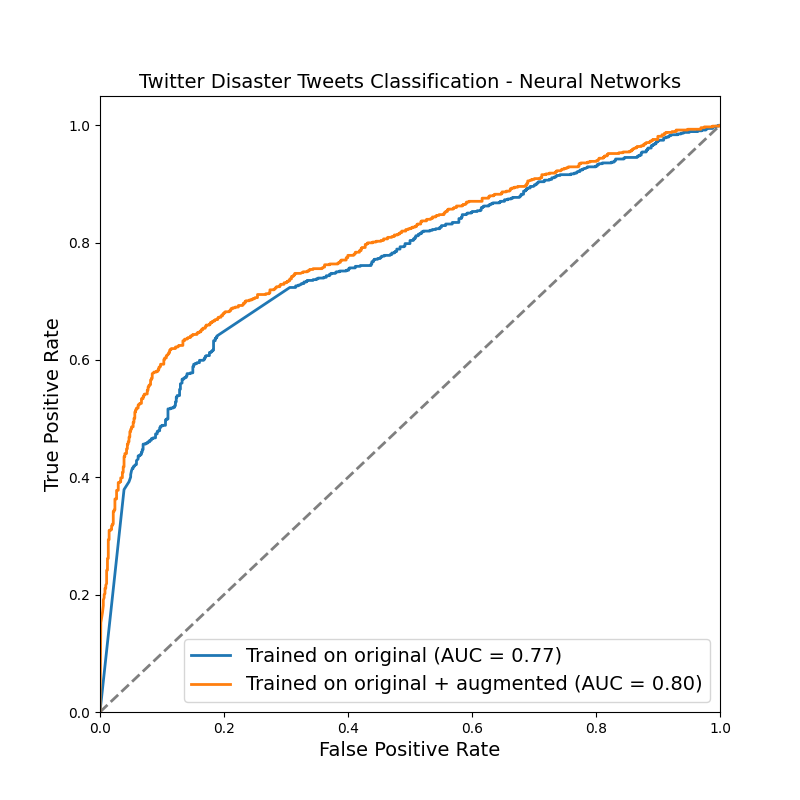 Twitter Disaster Tweets Classification - Neural Networks
True Positive Rate
1.0
0.8
0.6
0.4
0.2
0.0
Trained on original (AUC = 0.77)
Trained on original + augmented (AUC = 0.80)
0.0 0.2 0.4 0.6 0.8 1.0
False Positive Rate